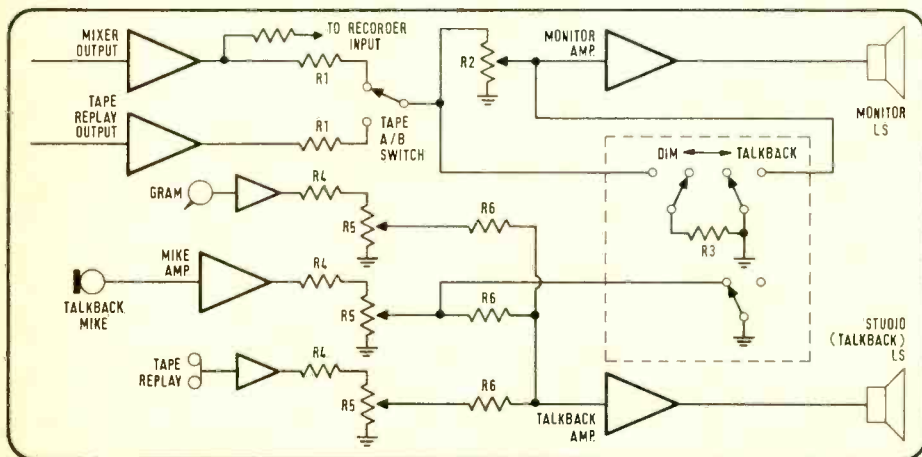 MIXER
OUTPUT
TO RECORDER
INPUT
R1
R2
MONITOR
AMP.
MONITOR
LS
TAPE
REPLAY
OUTPUT
R1
TAPE
A/B
SWITCH
DIM
TALKBACK
GRAM
R4
R5
R6
R3
MIKE
AMP
TALKBACK
MIKE
R4
R5
R6
STUDIO
(TALKBACK)
LS
TAPE
REPLAY
R4
R5
R6
TALKBACK
AMP.